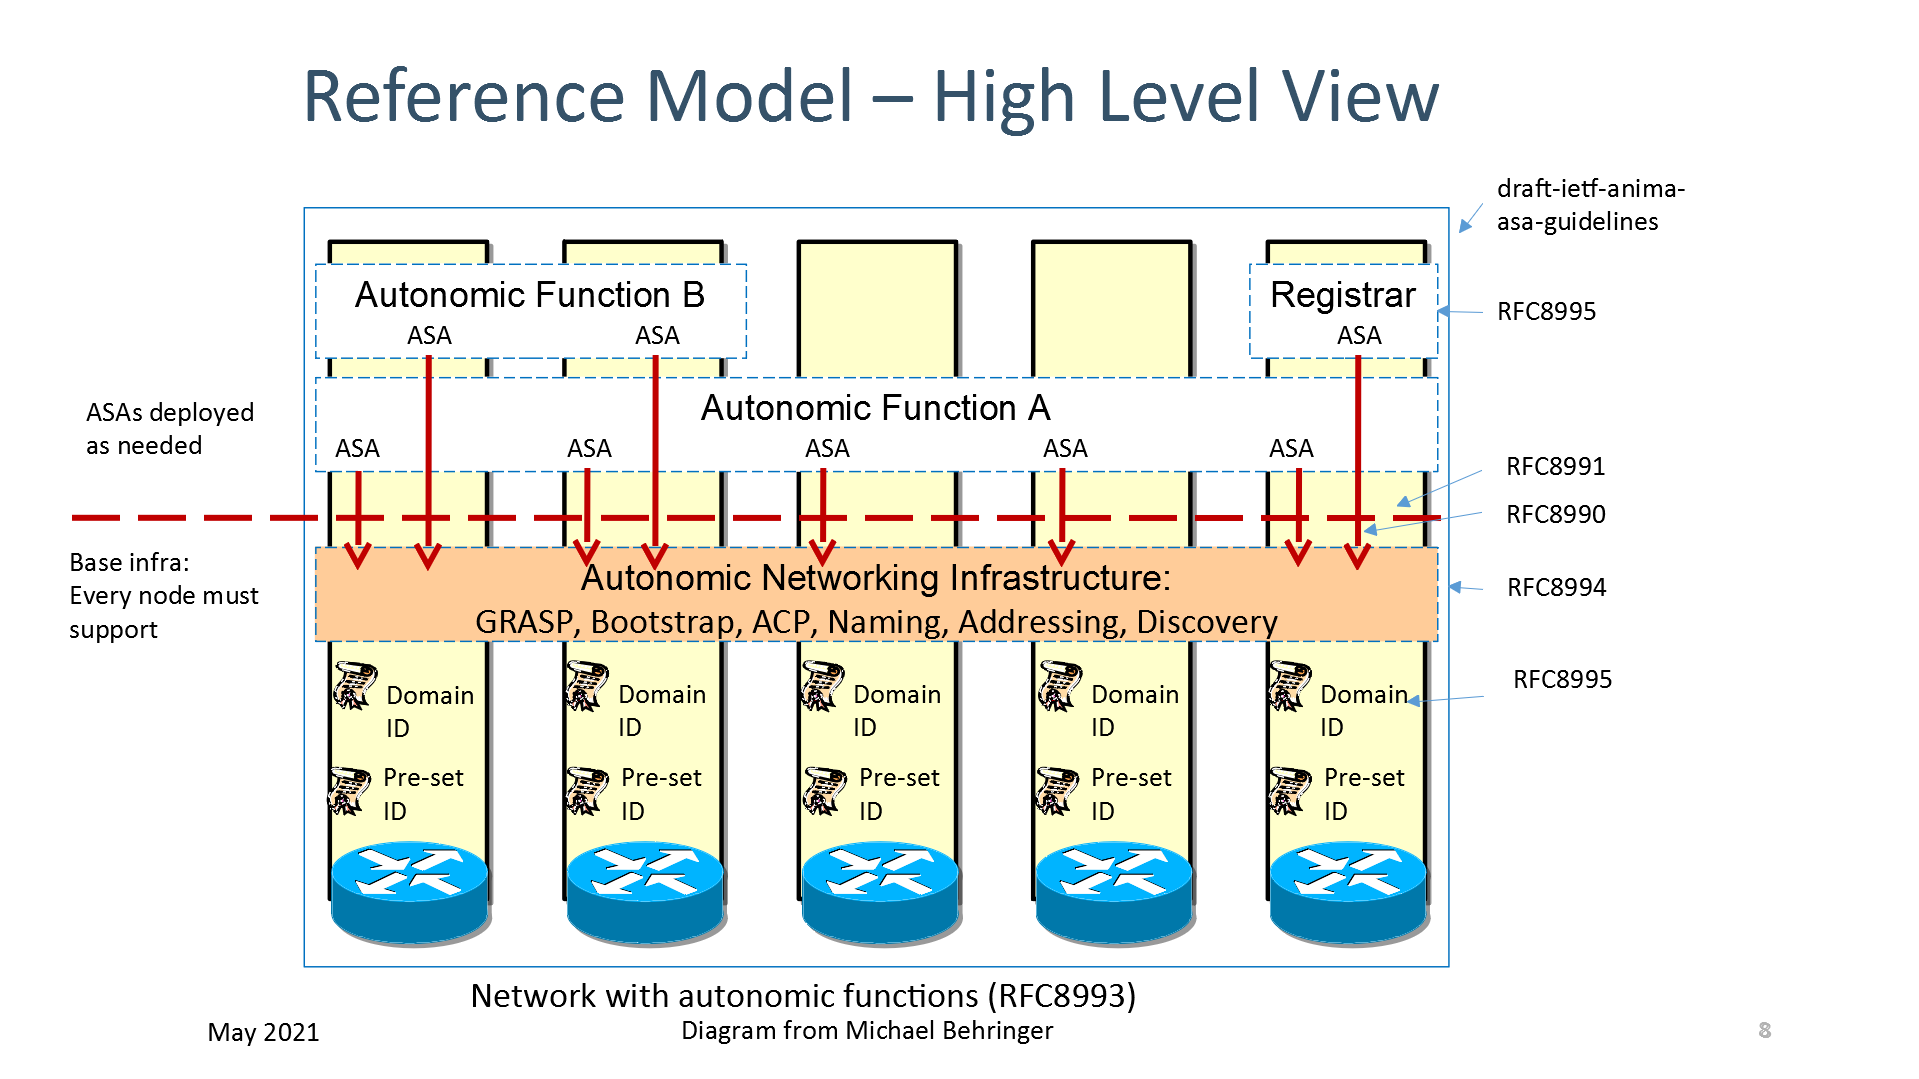 Reference Model – High Level View
draft-ietf-anima-
asa-guidelines
Autonomic Function B
ASA ASA
Registrar
ASA
RFC8995
ASAs deployed
as needed
Autonomic Function A
ASA ASA ASA ASA ASA
RFC8991
RFC8990
Base infra:
Every node must
support
Autonomic Networking Infrastructure:
GRASP, Bootstrap, ACP, Naming, Addressing, Discovery
RFC8994
RFC8995
Domain Domain Domain Domain Domain
ID ID ID ID ID
Pre-set Pre-set Pre-set Pre-set Pre-set
ID ID ID ID ID
Network with autonomic functions (RFC8993)
May 2021
Diagram from Michael Behringer
8